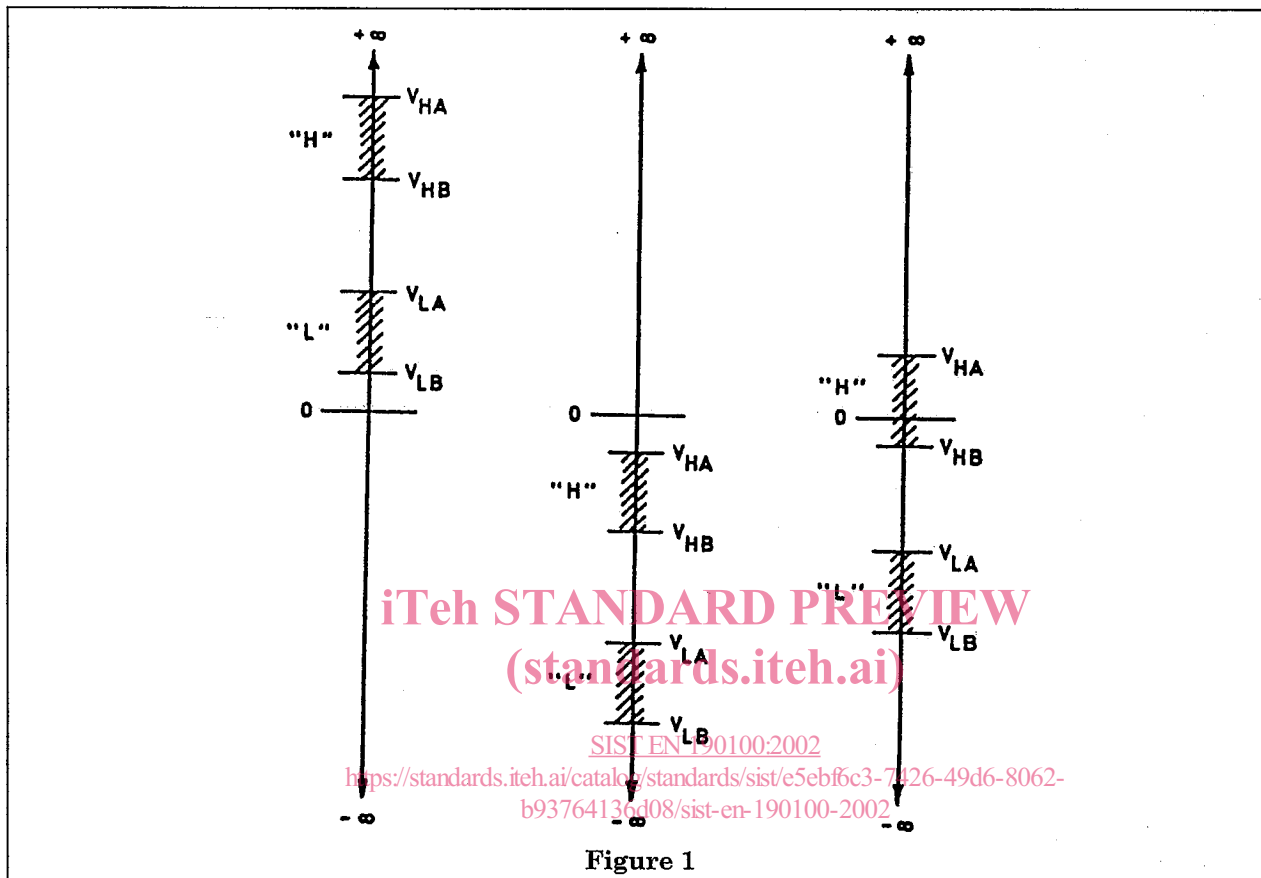 + ∞
V_HA
"H"
V_HB
V_LA
"L"
V_LB
0
- ∞
+ ∞
0
V_HA
"H"
V_HB
V_LA
"L"
V_LB
- ∞
+ ∞
V_HA
"H"
0
V_HB
V_LA
"L"
V_LB
- ∞
iTeh STANDARD PREVIEW
(standards.iteh.ai)
SIST EN 190100:2002
https://standards.iteh.ai/catalog/standards/sist/e5ebf6c3-7426-49d6-8062-
b93764136d08/sist-en-190100-2002
Figure 1